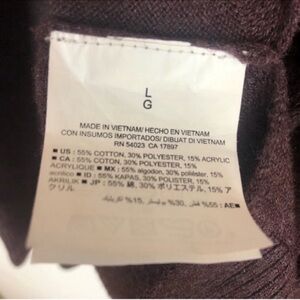 L
G
MADE IN VIETNAM/ HECHO EN VIETNAM
CON INSUMOS IMPORTADOS/ DIBUAT DI VIETNAM
RN 54023 CA 17897
■ US : 55% COTTON, 30% POLYESTER, 15% ACRYLIC
■ CA : 55% COTON, 30% POLYESTER, 15%
ACRYLIQUE ■ MX : 55% algodon, 30% poliéster, 15%
acrilico ■ ID : 55% KAPAS, 30% POLISTER, 15%
AKRILIK ■ JP : 55% 綿, 30% ポリエステル, 15% ア
クリル
■ AE : 55%